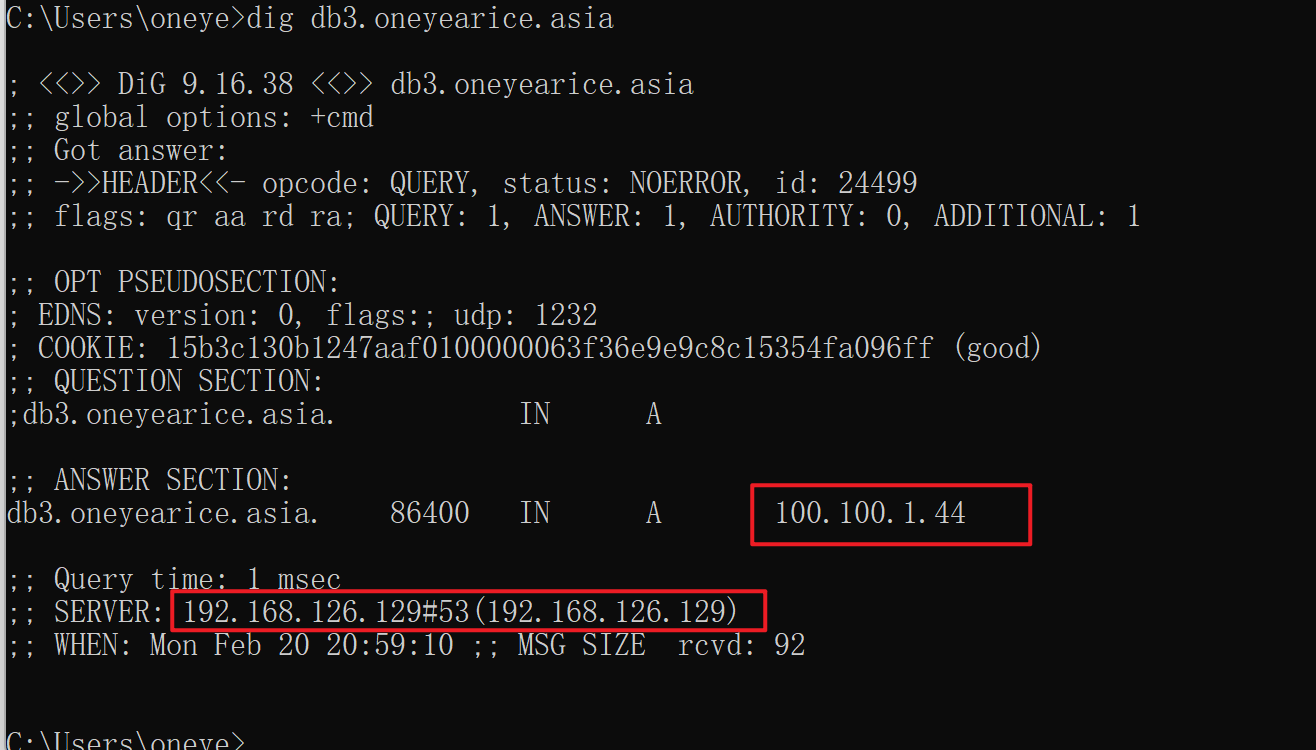 C:\Users\oneye>dig db3.oneyearice.asia
; <<>> DiG 9.16.38 <<>> db3.oneyearice.asia
;; global options: +cmd
;; Got answer:
;; ->>HEADER<<- opcode: QUERY, status: NOERROR, id: 24499
;; flags: qr aa rd ra; QUERY: 1, ANSWER: 1, AUTHORITY: 0, ADDITIONAL: 1
;; OPT PSEUDOSECTION:
; EDNS: version: 0, flags:; udp: 1232
; COOKIE: 15b3c130b1247aaf0100000063f36e9e9c8c15354fa096ff (good)
;; QUESTION SECTION:
;db3.oneyearice.asia. IN A
;; ANSWER SECTION:
db3.oneyearice.asia. 86400 IN A 100.100.1.44
;; Query time: 1 msec
;; SERVER: 192.168.126.129#53(192.168.126.129)
;; WHEN: Mon Feb 20 20:59:10 ;; MSG SIZE rcvd: 92
C:\Users\oneye>